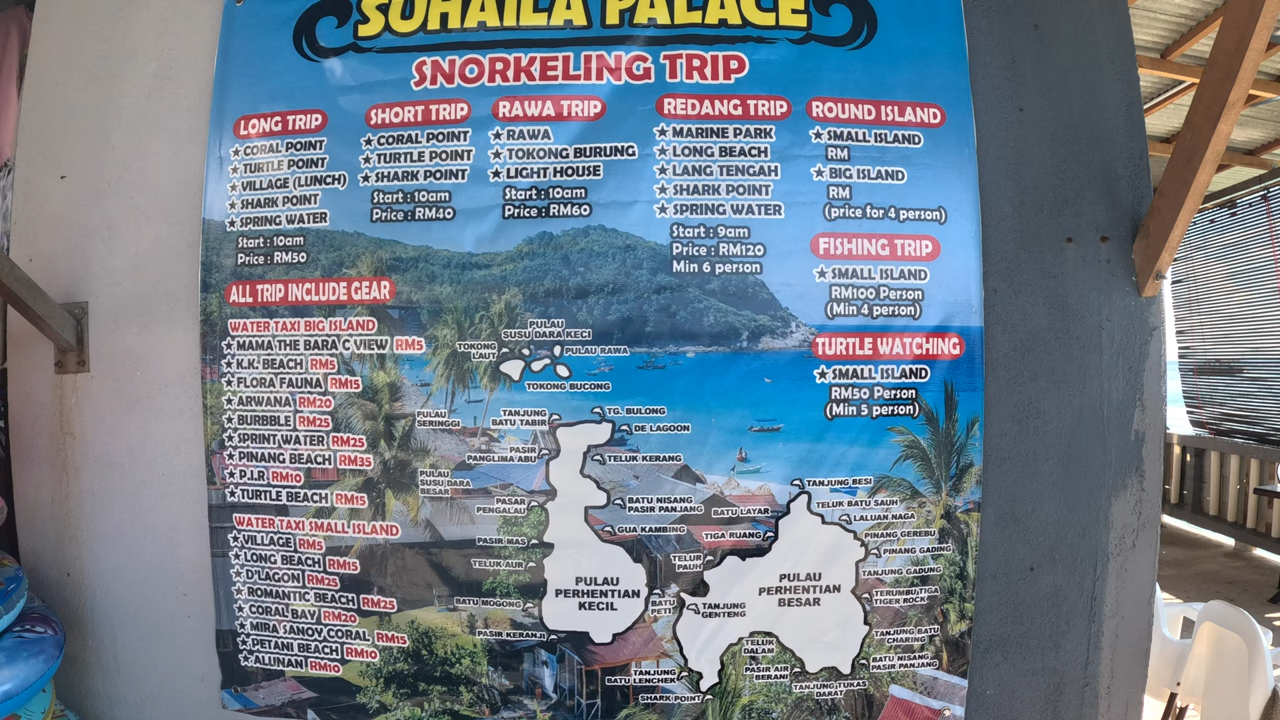 SUHAILA PALACE
SNORKELING TRIP
LONG TRIP
★ CORAL POINT
★ TURTLE POINT
★ VILLAGE (LUNCH)
★ SHARK POINT
★ SPRING WATER
Start : 10am
Price : RM50
SHORT TRIP
★ CORAL POINT
★ TURTLE POINT
★ SHARK POINT
Start : 10am
Price : RM40
RAWA TRIP
★ RAWA
★ TOKONG BURUNG
★ LIGHT HOUSE
Start : 10am
Price : RM60
REDANG TRIP
★ MARINE PARK
★ LONG BEACH
★ LANG TENGAH
★ SHARK POINT
★ SPRING WATER
Start : 9am
Price : RM120
Min 6 person
ROUND ISLAND
★ SMALL ISLAND
RM
★ BIG ISLAND
RM
(price for 4 person)
FISHING TRIP
★ SMALL ISLAND
RM100 Person
(Min 4 person)
TURTLE WATCHING
★ SMALL ISLAND
RM50 Person
(Min 5 person)
ALL TRIP INCLUDE GEAR
WATER TAXI BIG ISLAND
★ MAMA THE BARA C VIEW RM5
★ K.K. BEACH RM5
★ FLORA FAUNA RM15
★ ARWANA RM20
★ BURBBLE RM25
★ SPRINT WATER RM25
★ PINANG BEACH RM35
★ P.I.R RM10
★ TURTLE BEACH RM15
WATER TAXI SMALL ISLAND
★ VILLAGE RM5
★ LONG BEACH RM15
★ D'LAGON RM25
★ ROMANTIC BEACH RM25
★ CORAL BAY RM20
★ MIRA SANOY CORAL RM15
★ PETANI BEACH RM10
★ ALUNAN RM10
PULAU
SUSU DARA KECI
TOKONG
LAUT
PULAU RAWA
TOKONG BUCONG
PULAU
SERINGGI
TANJUNG
BATU TABIR
TG. BULONG
DE LAGOON
PASIR
PANGLIMA ABU
TELUK KERANG
PULAU
SUSU DARA
BESAR
PASAR
PENGALAU
BATU NISANG
PASIR PANJANG
GUA KAMBING
PASIR MAS
TELUK AUR
PULAU
PERHENTIAN
KECIL
BATU MOGONG
PASIR KERANJI
TANJUNG BESI
TELUK BATU SAUH
BATU LAYAR
LALUAN NAGA
TIGA RUANG
PINANG GEREBU
PINANG GADING
TELUR
PAUH
TANJUNG GADUNG
PULAU
PERHENTIAN
BESAR
TERUMBU TIGA
TIGER ROCK
BATU
PETI
TANJUNG
GENTENG
TANJUNG BATU
CHARING
TELUK
DALAM
BATU NISANG
PASIR PANJANG
PASIR AIR
BERANI
TANJUNG
BATU LENCHEK
TANJUNG TUKAS
DARAT
SHARK POINT